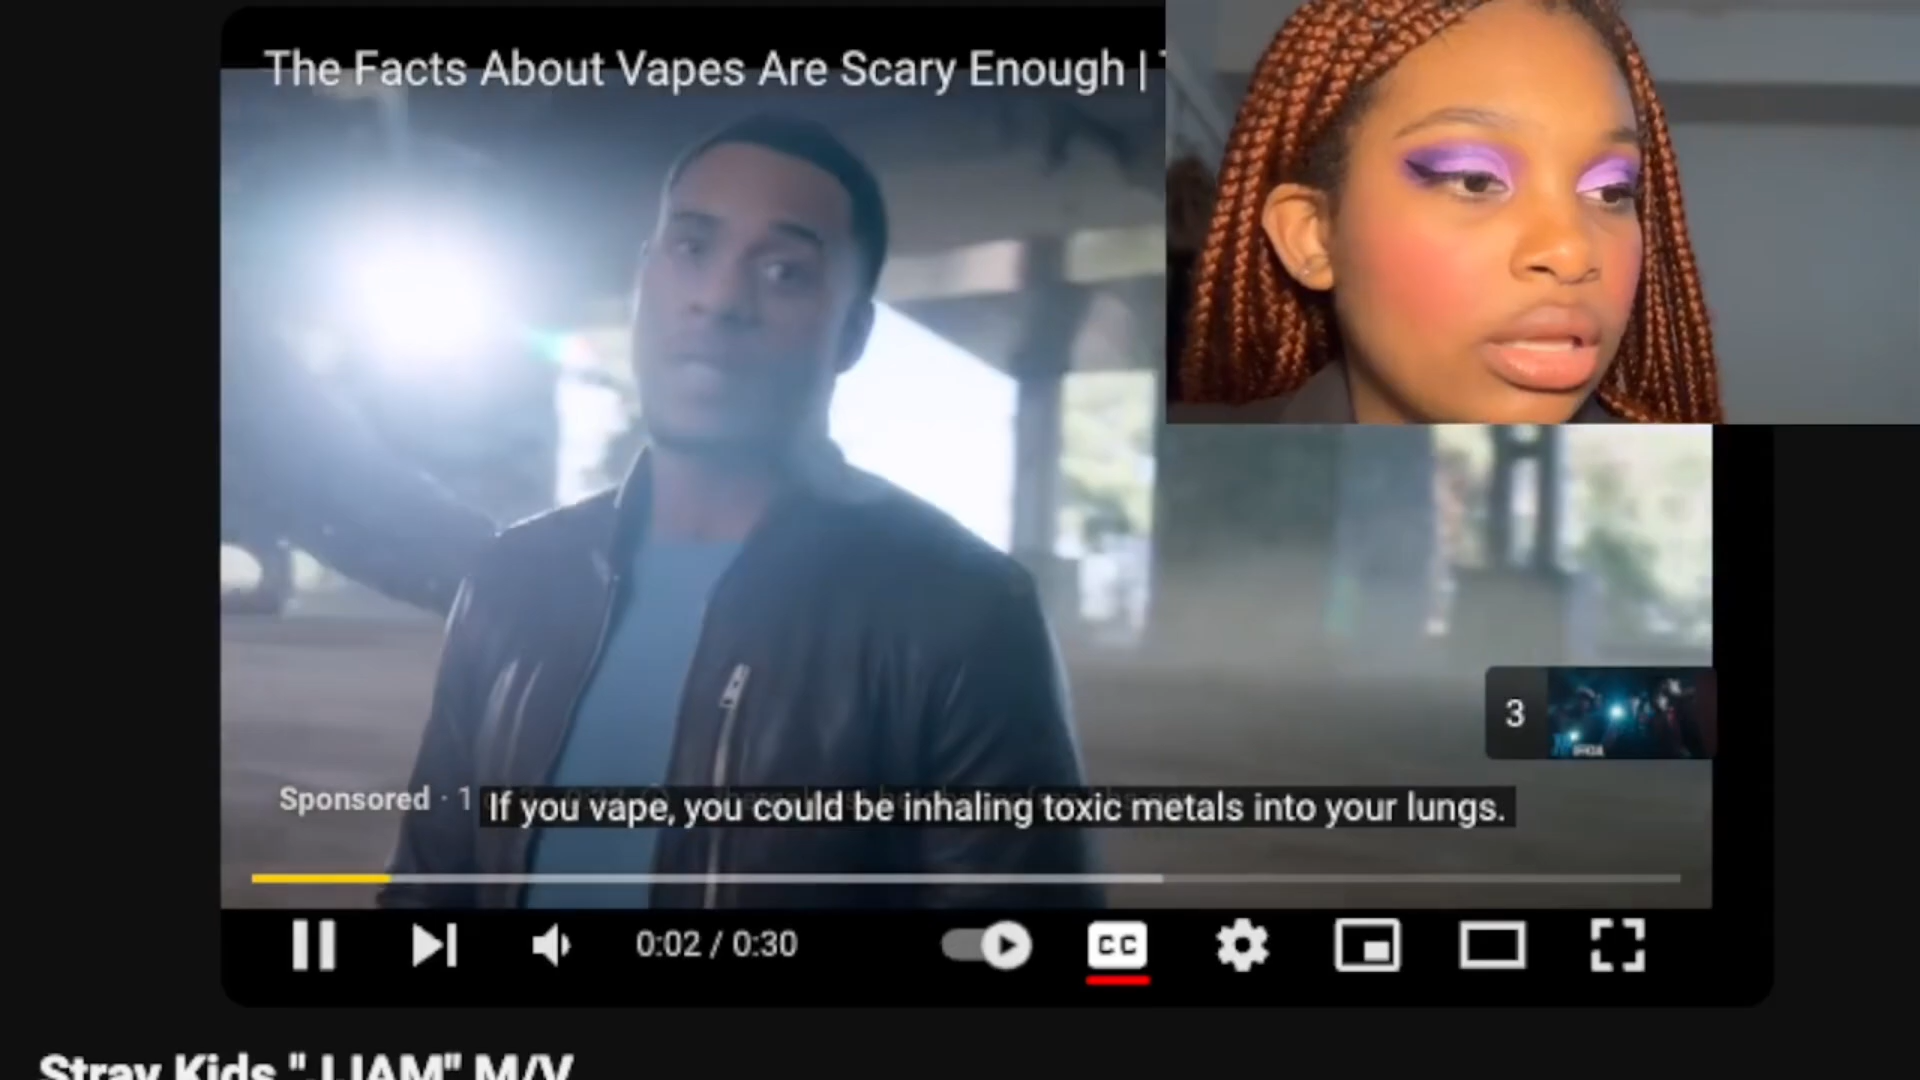 The Facts About Vapes Are Scary Enough |
3
Sponsored · 1
If you vape, you could be inhaling toxic metals into your lungs.
0:02 / 0:30
CC
Stray Kids "JJAM" M/V